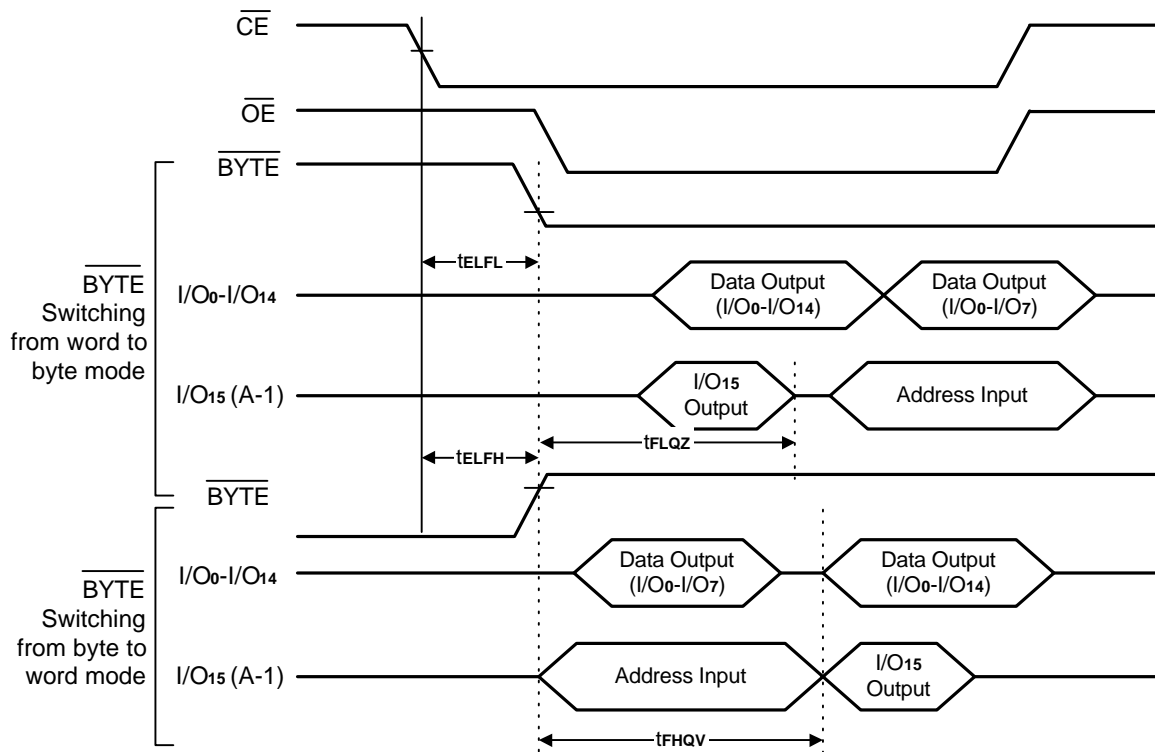 CE
OE
BYTE
tELFL
BYTE
Switching
from word to
byte mode
I/O0-I/O14
Data Output
(I/O0-I/O14)
Data Output
(I/O0-I/O7)
I/O15 (A-1)
I/O15
Output
Address Input
tELFH
tFLQZ
BYTE
BYTE
Switching
from byte to
word mode
I/O0-I/O14
Data Output
(I/O0-I/O7)
Data Output
(I/O0-I/O14)
I/O15 (A-1)
Address Input
I/O15
Output
tFHQV